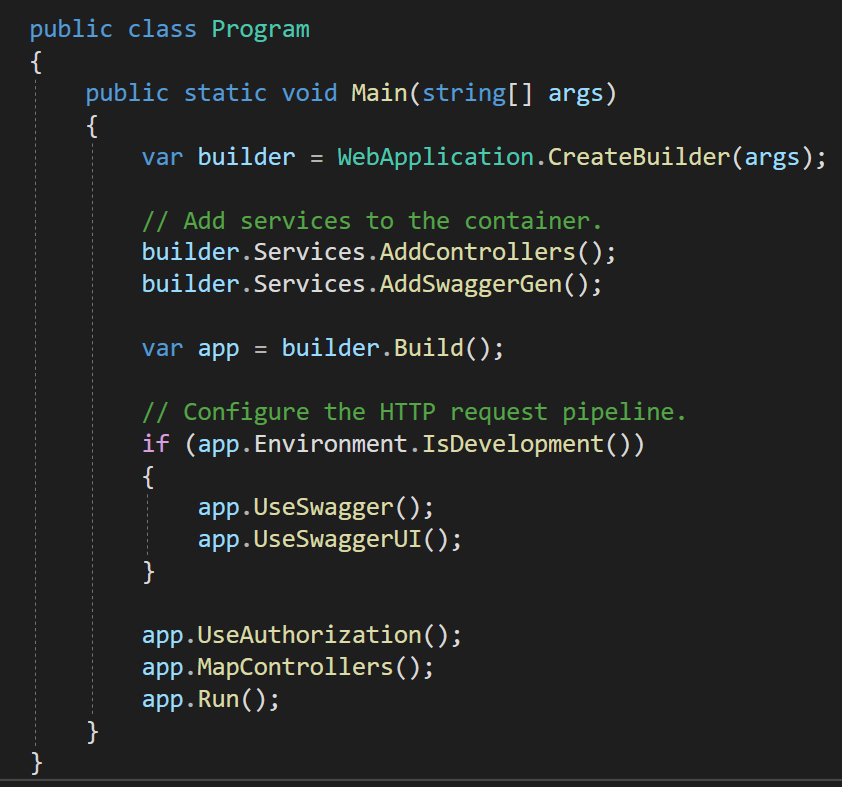 public class Program
{
    public static void Main(string[] args)
    {
        var builder = WebApplication.CreateBuilder(args);

        // Add services to the container.
        builder.Services.AddControllers();
        builder.Services.AddSwaggerGen();

        var app = builder.Build();

        // Configure the HTTP request pipeline.
        if (app.Environment.IsDevelopment())
        {
            app.UseSwagger();
            app.UseSwaggerUI();
        }

        app.UseAuthorization();
        app.MapControllers();
        app.Run();
    }
}